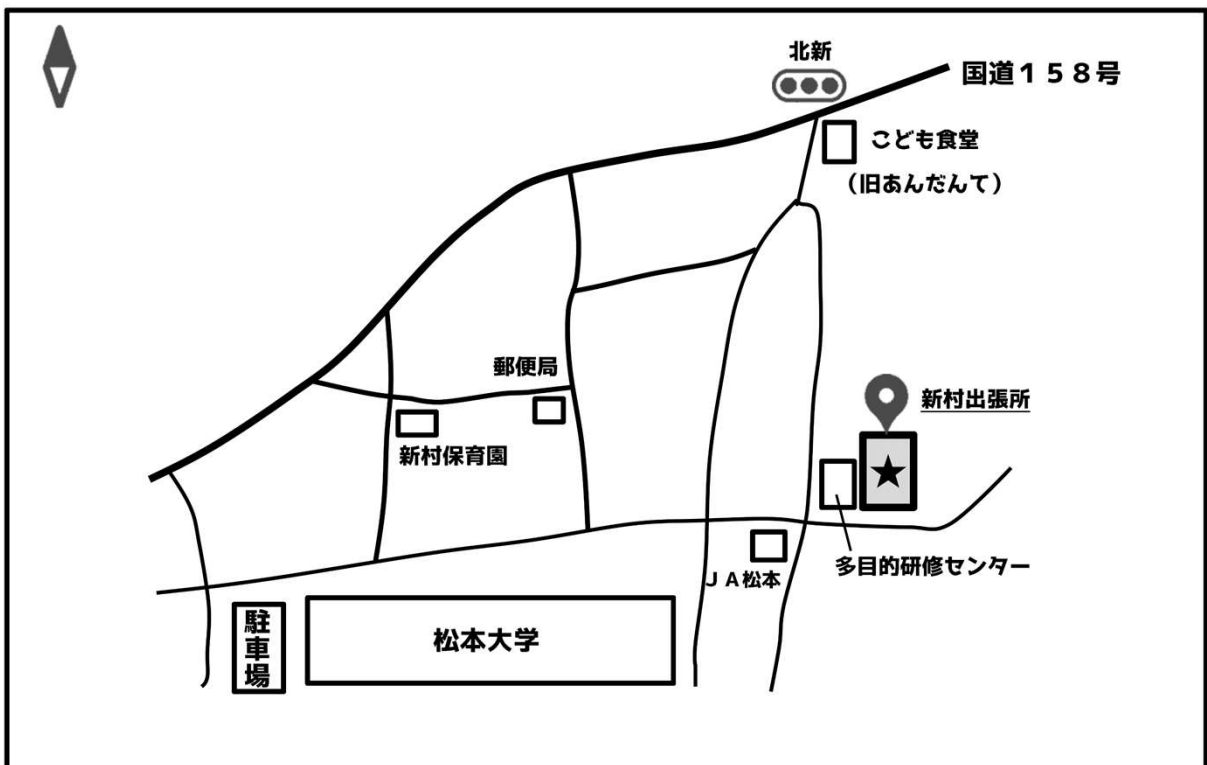 北新
国道１５８号
こども食堂
（旧あんだんて）
郵便局
新村出張所
新村保育園
多目的研修センター
ＪＡ松本
駐車場
松本大学